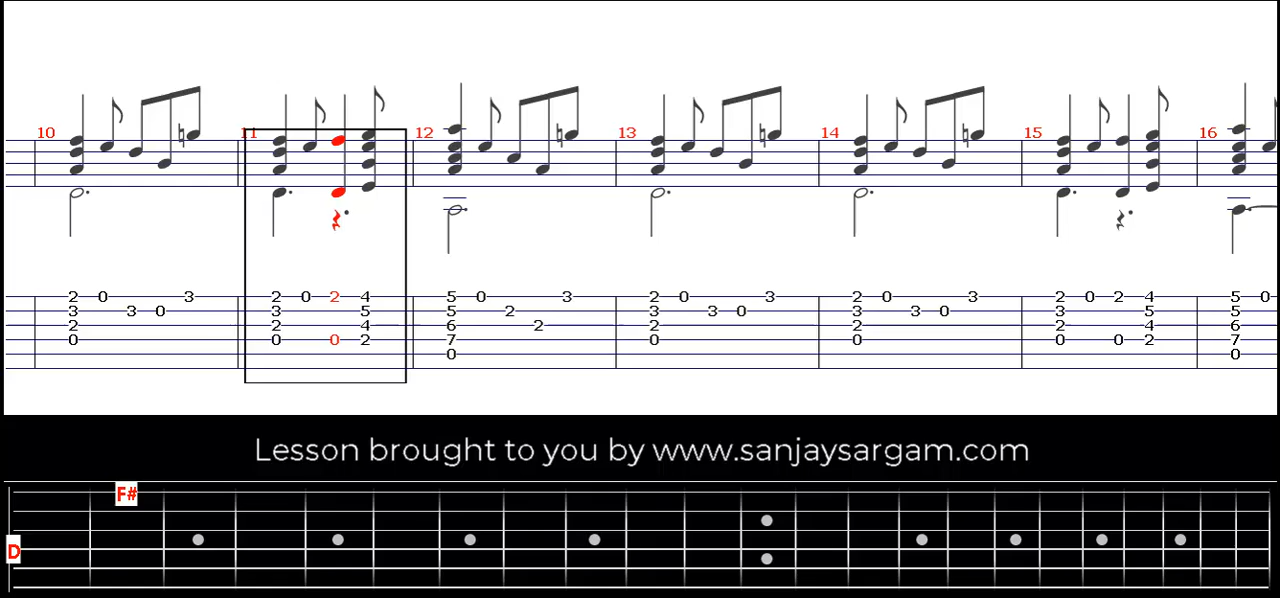 10 11 12 13 14 15 16
2 0 3 2 0 2 4 5 0 3 2 0 3 2 0 3 2 0 2 4 5 0
3 3 0 3 5 5 2 3 3 0 3 3 0 3 5 5
2 2 4 6 2 2 2 2 4 6
0 0 0 2 7 0 0 0 0 2 7
0 0
Lesson brought to you by www.sanjaysargam.com
F#
D